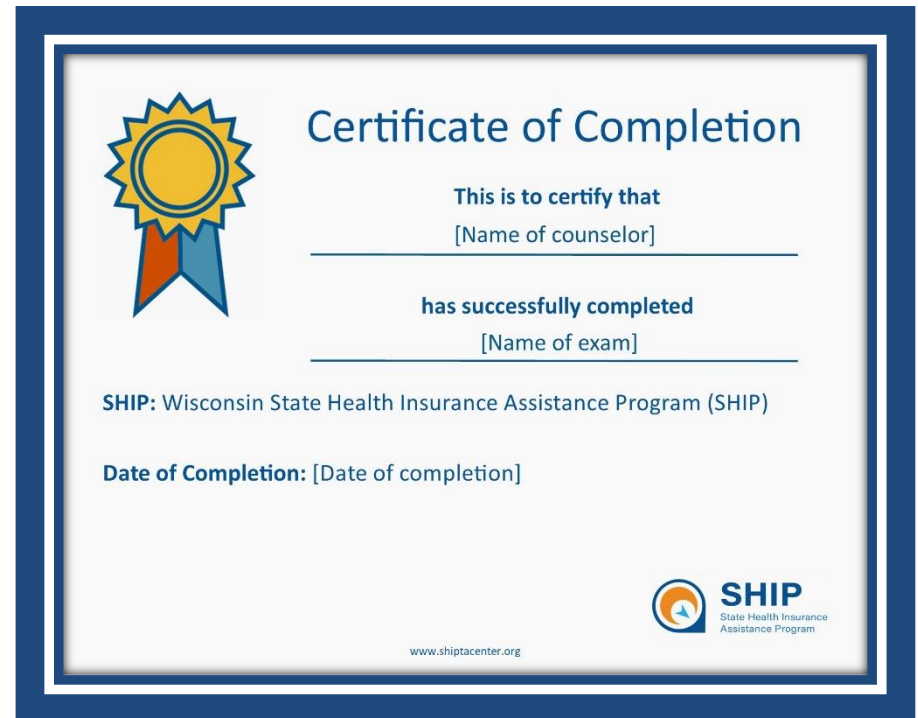 Certificate of Completion
This is to certify that
[Name of counselor]
has successfully completed
[Name of exam]
SHIP: Wisconsin State Health Insurance Assistance Program (SHIP)
Date of Completion: [Date of completion]
SHIP
State Health Insurance
Assistance Program
www.shiptacenter.org